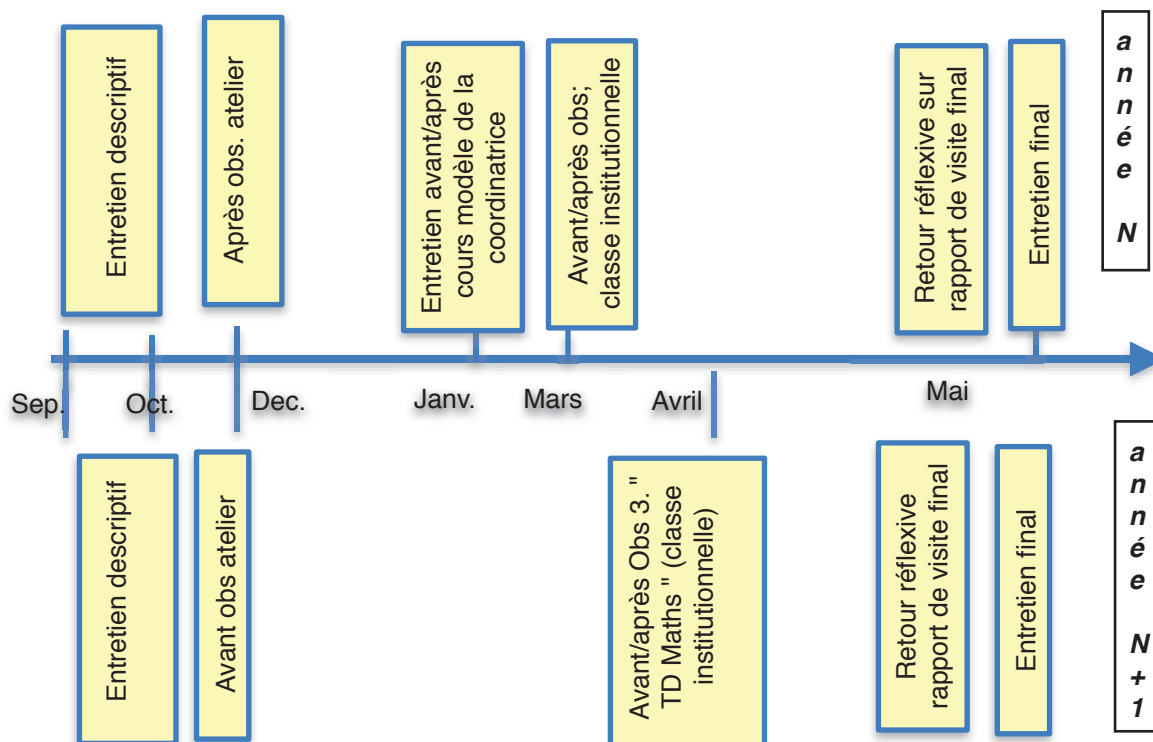 Entretien descriptif
Après obs. atelier
Entretien avant/après
cours modèle de la
coordinatrice
Avant/après obs;
classe institutionnelle
Retour réflexive sur
rapport de visite final
Entretien final
année N
Sep.
Oct.
Dec.
Janv.
Mars
Avril
Mai
Entretien descriptif
Avant obs atelier
Avant/après Obs 3. "
TD Maths " (classe
institutionnelle)
Retour réflexive
rapport de visite final
Entretien final
année N+1